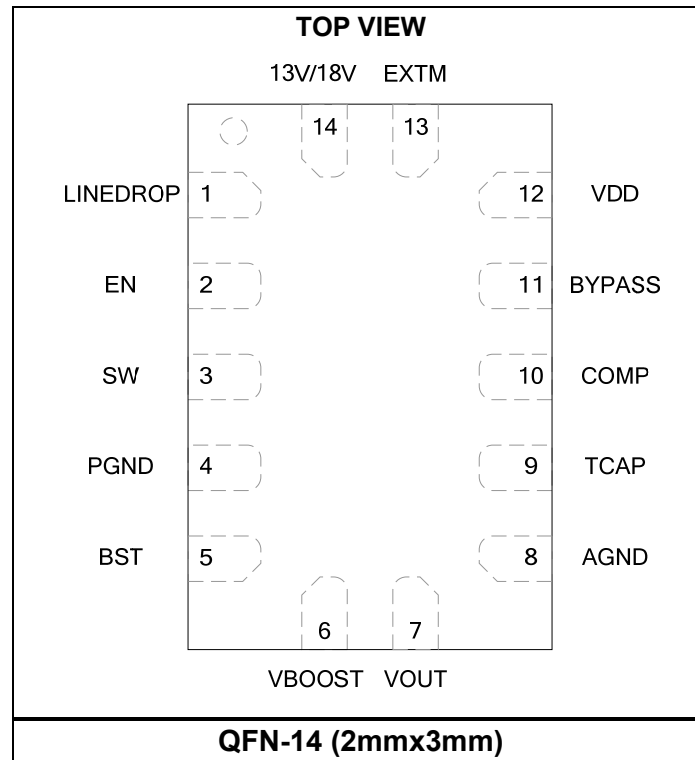 TOP VIEW
13V/18V EXTM
14 13
LINEDROP 1 12 VDD
EN 2 11 BYPASS
SW 3 10 COMP
PGND 4 9 TCAP
BST 5 8 AGND
6 7
VBOOST VOUT
QFN-14 (2mmx3mm)